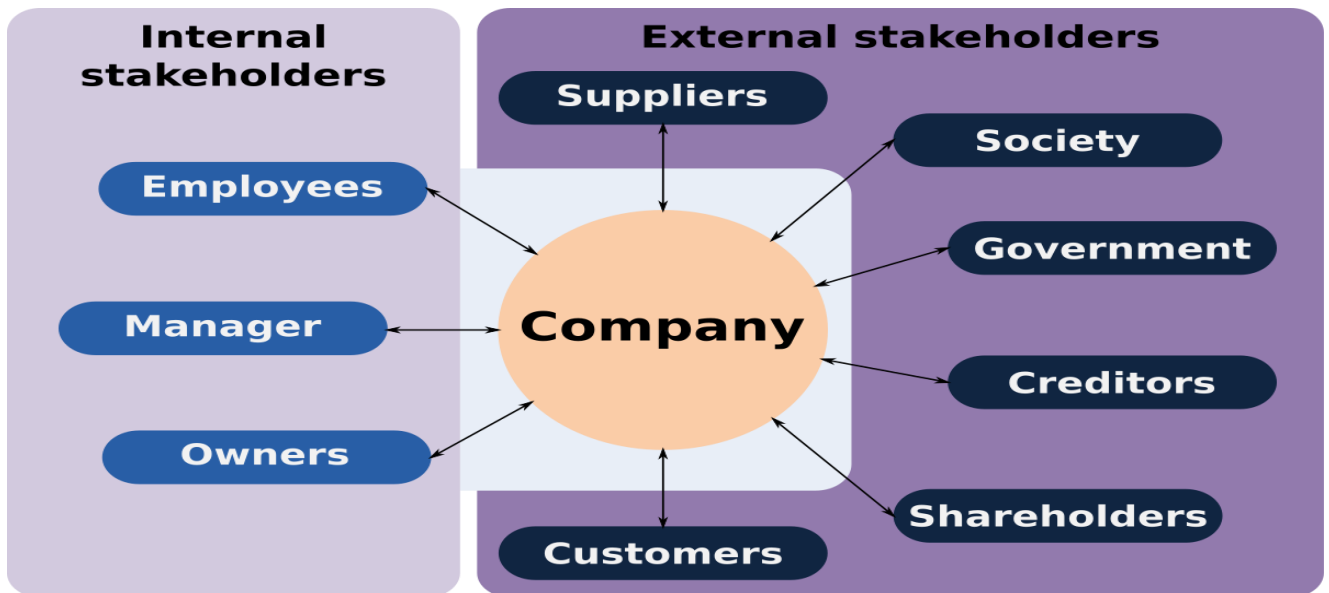 Internal
stakeholders
Employees
Manager
Owners
External stakeholders
Suppliers
Society
Government
Company
Creditors
Shareholders
Customers